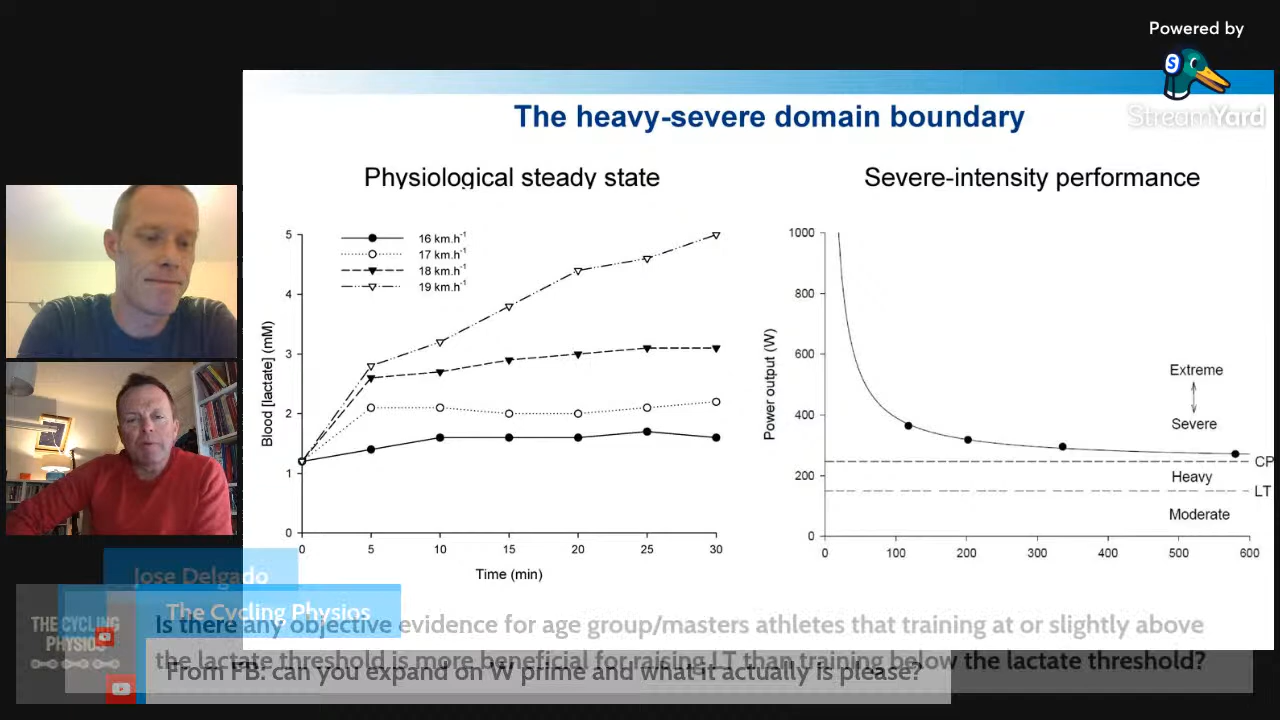 Powered by
S
StreamYard
The heavy-severe domain boundary
Physiological steady state
Severe-intensity performance
5
4
3
2
1
0
Blood [lactate] (mM)
16 km.h-1
17 km.h-1
18 km.h-1
19 km.h-1
0 5 10 15 20 25 30
Time (min)
1000
800
600
400
200
0
Power output (W)
Extreme
Severe
CP
Heavy
LT
Moderate
0 100 200 300 400 500 600
Jose Delgado
Is there any objective evidence for age group/masters athletes that training at or slightly above
the lactate threshold is more beneficial for raising LT than training below the lactate threshold?
THE CYCLING
PHYSIOS
The Cycling Physios
From FB: can you expand on W prime and what it actually is please?